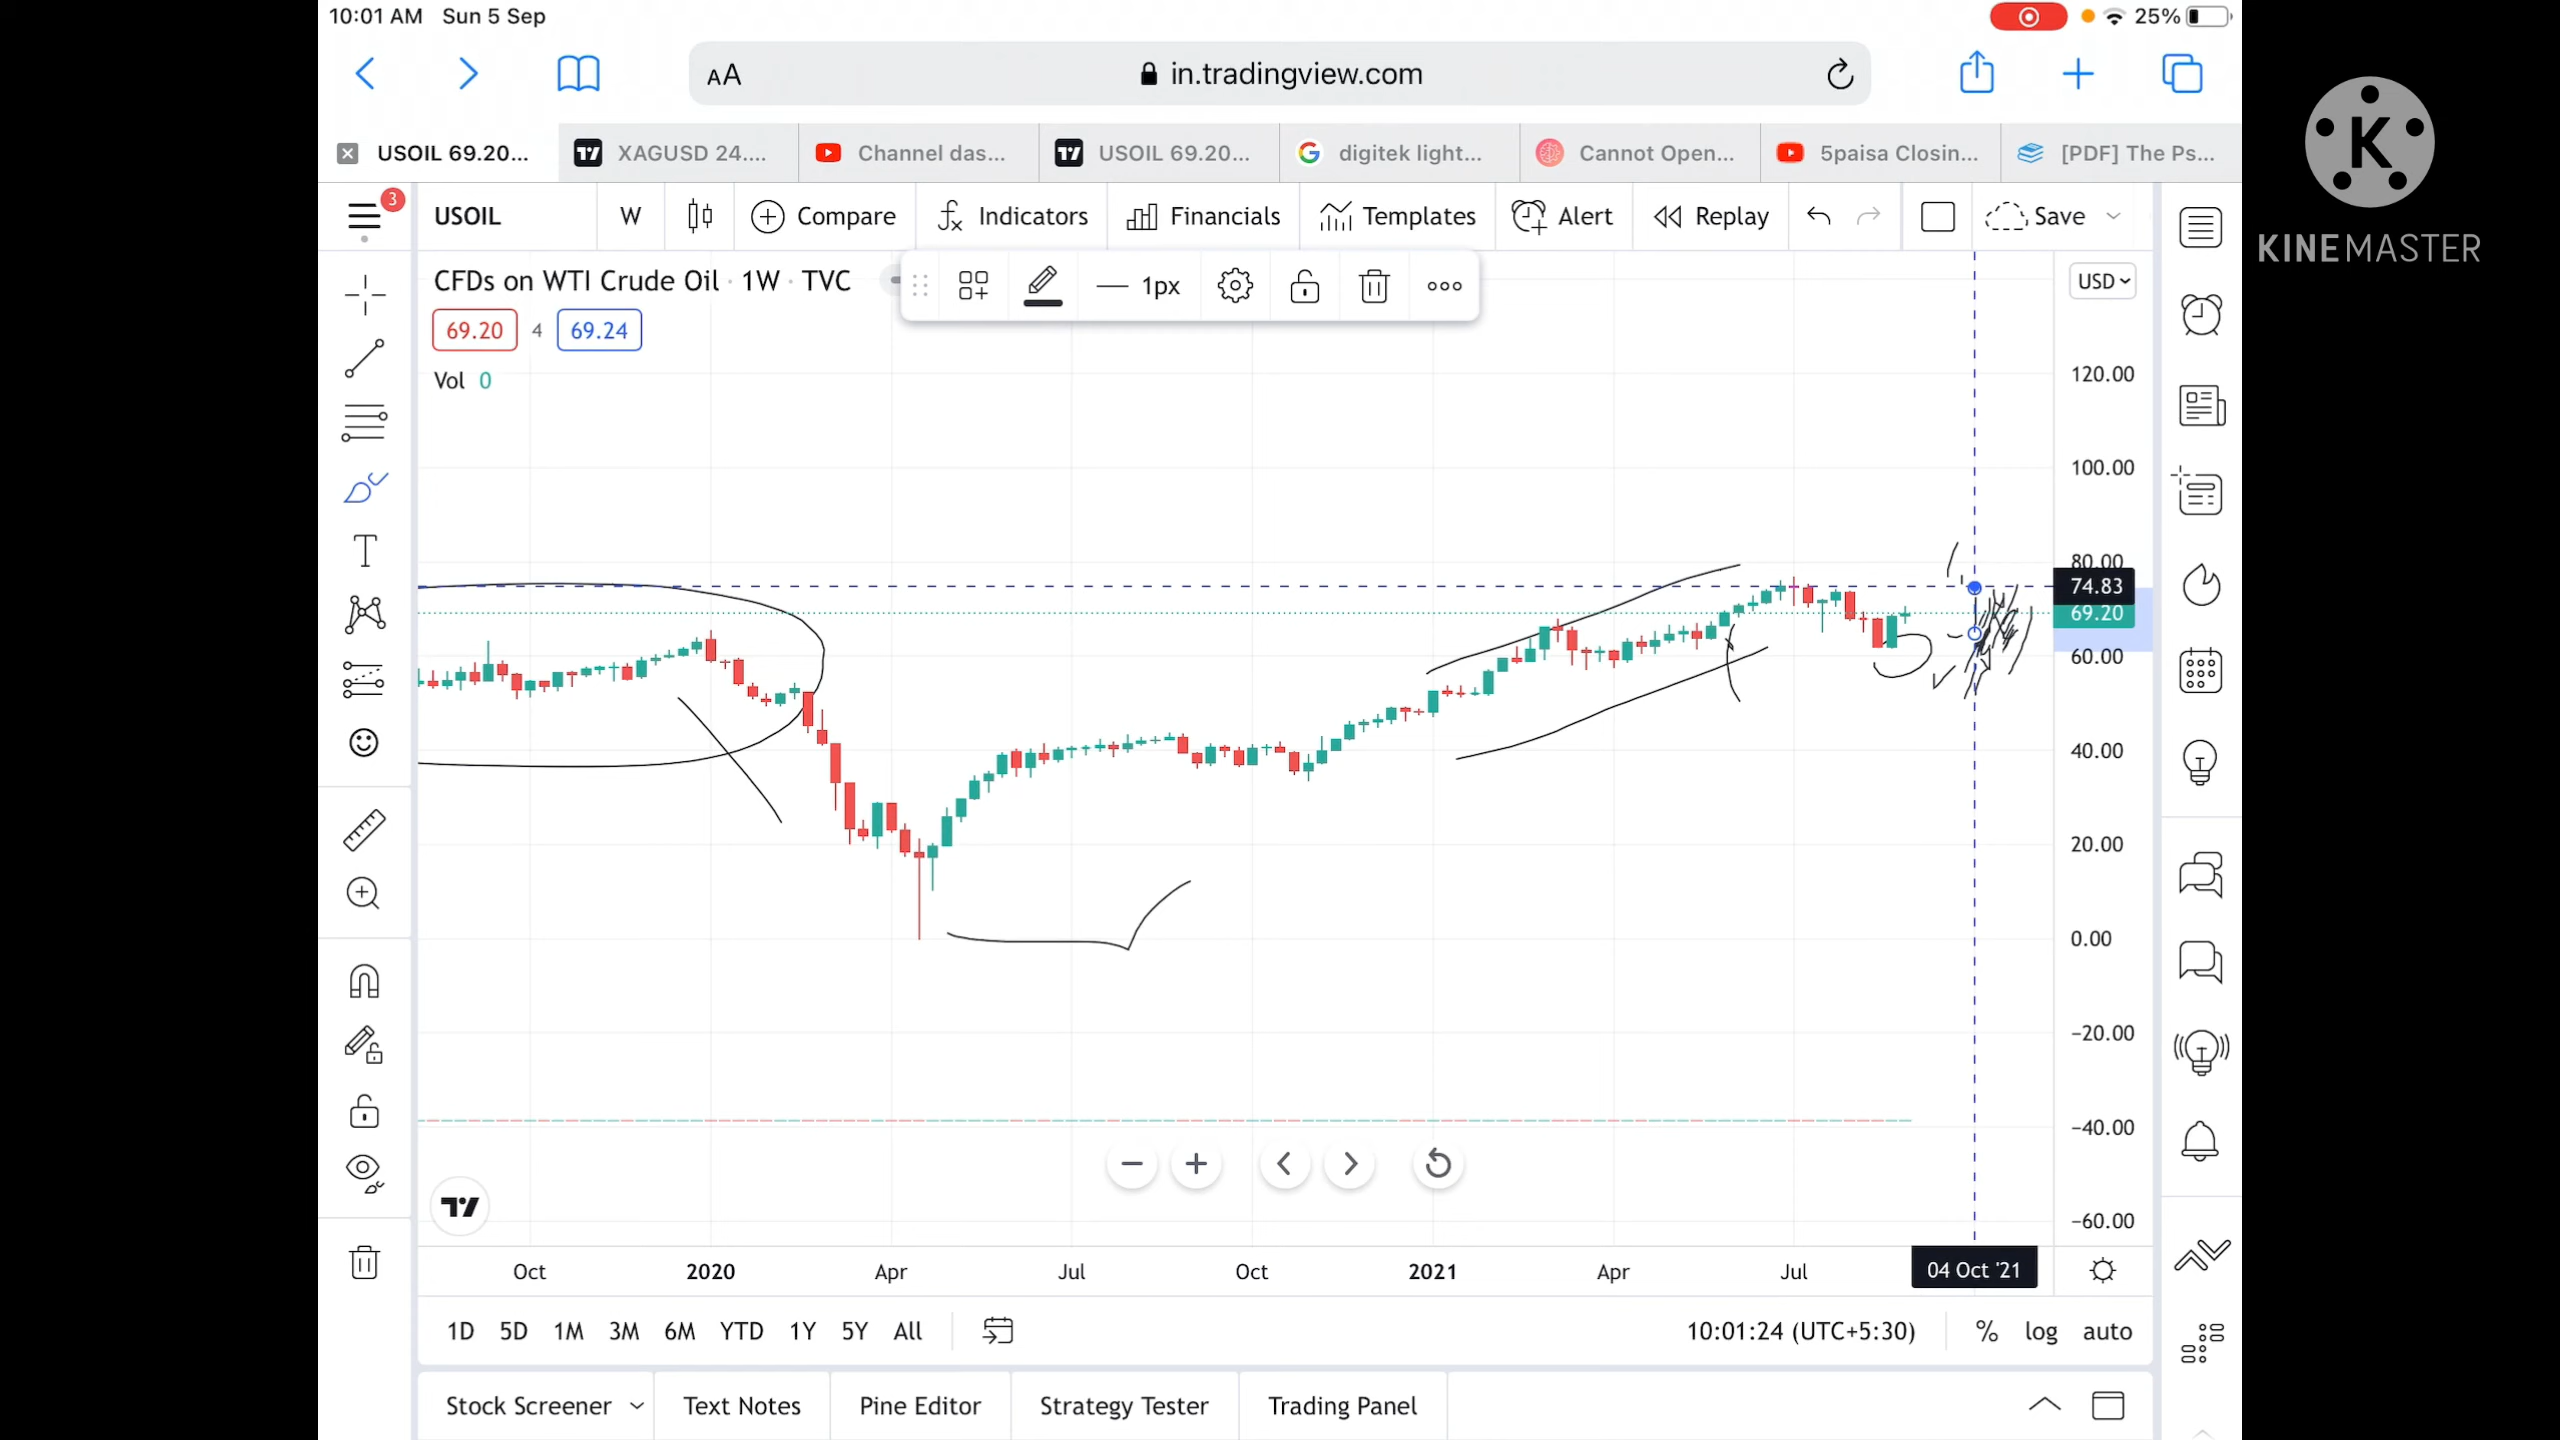 10:01 AM Sun 5 Sep
25%
AA in.tradingview.com
USOIL 69.20... XAGUSD 24.... Channel das... USOIL 69.20... digitek light... Cannot Open... 5paisa Closin... [PDF] The Ps...
K
KINEMASTER
3 USOIL W Compare Indicators Financials Templates Alert Replay Save
CFDs on WTI Crude Oil · 1W · TVC
1px
USD
69.20 4 69.24
Vol 0
120.00
100.00
80.00
74.83
69.20
60.00
40.00
20.00
0.00
−20.00
−40.00
−60.00
Oct 2020 Apr Jul Oct 2021 Apr Jul 04 Oct '21
1D 5D 1M 3M 6M YTD 1Y 5Y All 10:01:24 (UTC+5:30) % log auto
Stock Screener Text Notes Pine Editor Strategy Tester Trading Panel